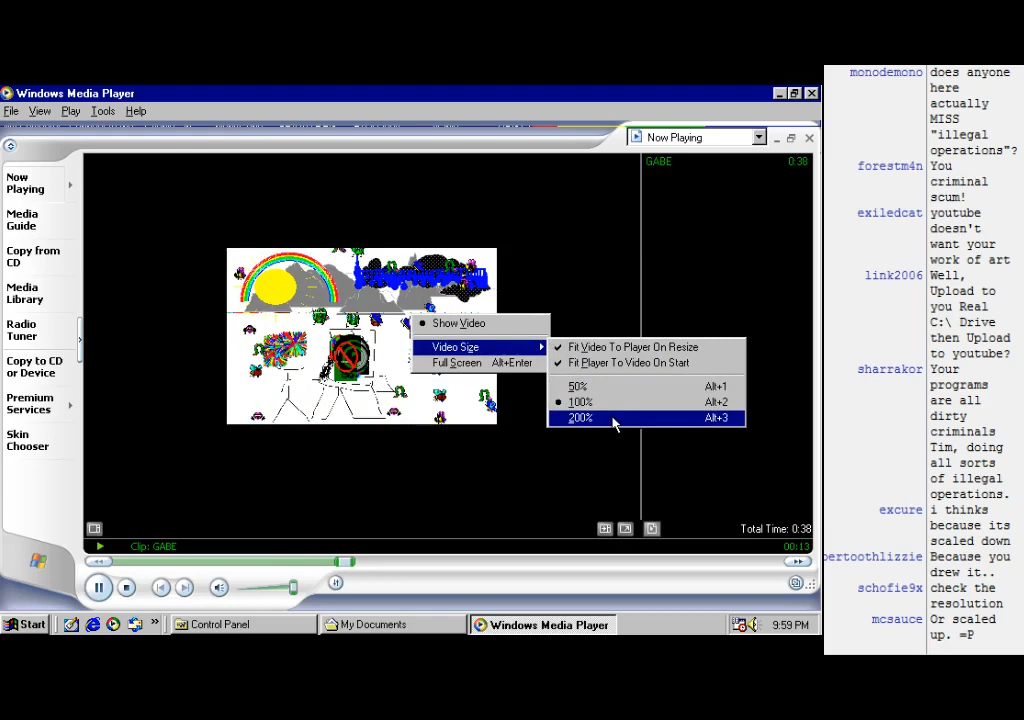 Windows Media Player
File View Play Tools Help
Now Playing
Now
Playing
Media
Guide
Copy from
CD
Media
Library
Radio
Tuner
Copy to CD
or Device
Premium
Services
Skin
Chooser
GABE 0:38
Show Video
Video Size
Full Screen Alt+Enter
Fit Video To Player On Resize
Fit Player To Video On Start
50% Alt+1
100% Alt+2
200% Alt+3
Total Time: 0:38
Clip: GABE 00:13
Start
Control Panel
My Documents
Windows Media Player
9:59 PM
monodemono does anyone
here
actually
MISS
"illegal
operations"?
forestm4n You
criminal
scum!
exiledcat youtube
doesn't
want your
work of art
link2006 Well,
Upload to
you Real
C:\ Drive
then Upload
to youtube?
sharrakor Your
programs
are all
dirty
criminals
Tim, doing
all sorts
of illegal
operations.
excure i thinks
because its
scaled down
pertoothlizzie Because you
drew it..
schofie9x check the
resolution
mcsauce Or scaled
up. =P